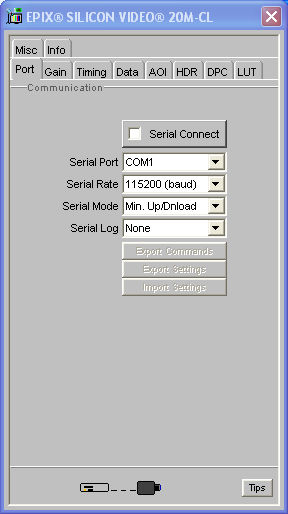 EPIX® SILICON VIDEO® 20M-CL
Misc Info
Port Gain Timing Data AOI HDR DPC LUT
Communication
Serial Connect
Serial Port COM1
Serial Rate 115200 (baud)
Serial Mode Min. Up/Dnload
Serial Log None
Export Commands
Export Settings
Import Settings
Tips